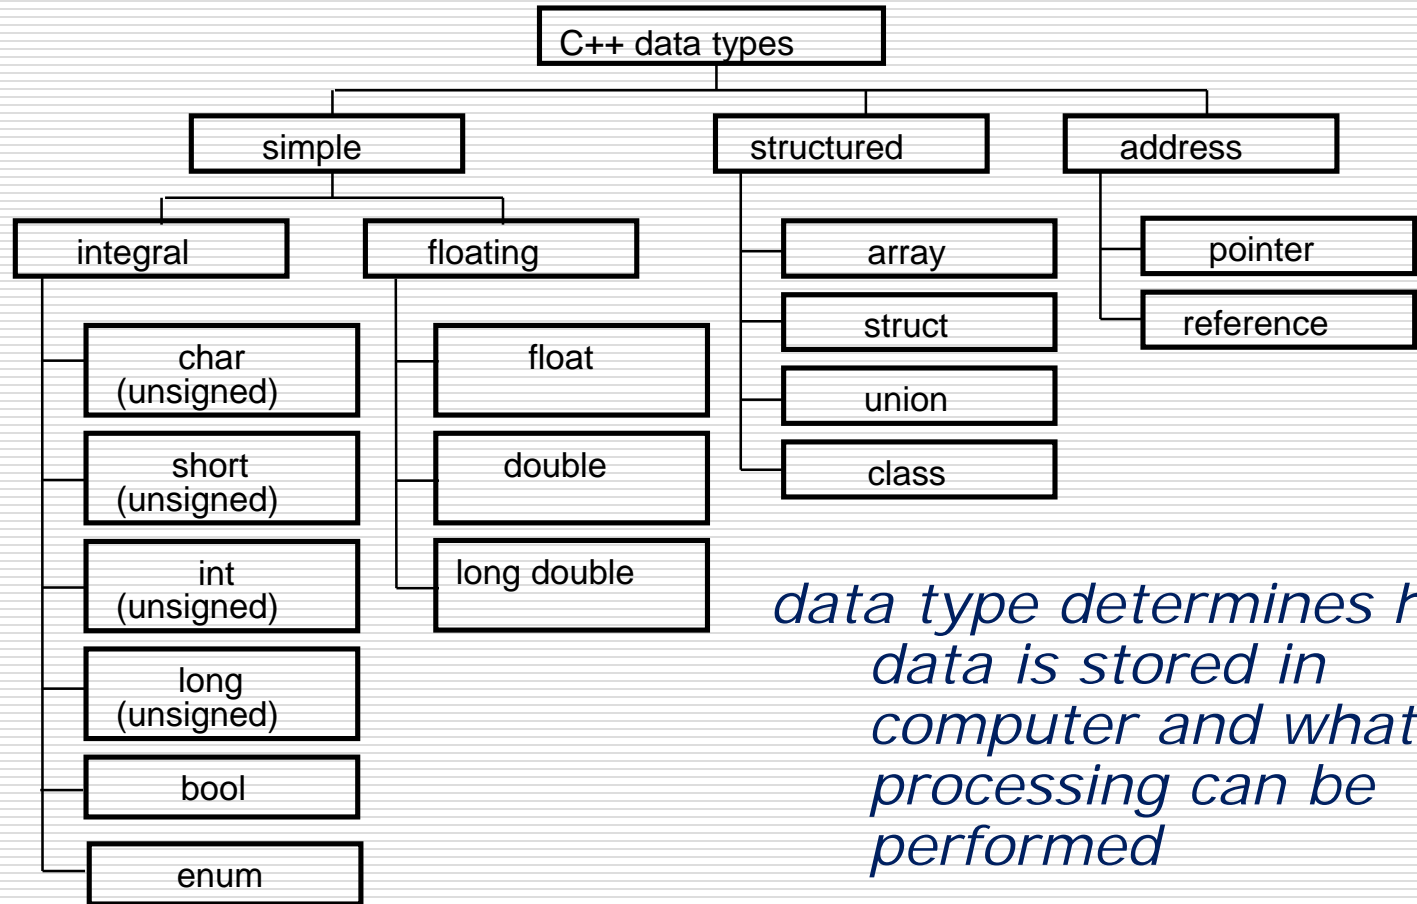 C++ data types
simple
structured
address
integral
floating
array
pointer
struct
reference
union
class
char
(unsigned)
short
(unsigned)
int
(unsigned)
long
(unsigned)
bool
enum
float
double
long double
data type determines
data is stored in
computer and what
processing can be
performed